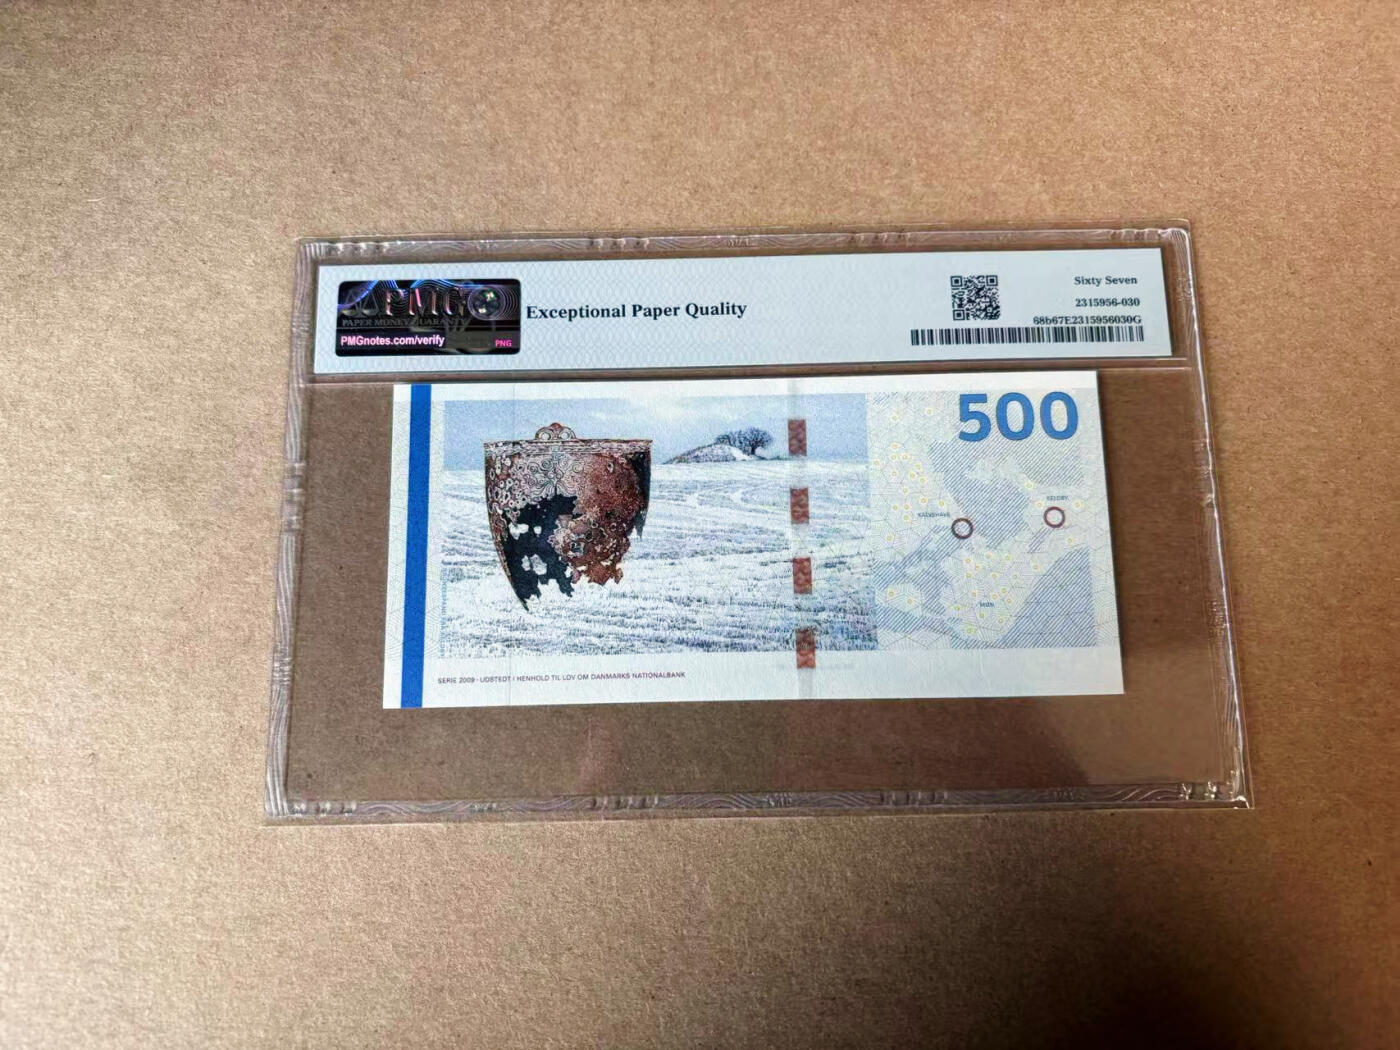 PMG
PAPER MONEY GUARANTY
PMGnotes.com/verify
PNG
Exceptional Paper Quality
Sixty Seven
2315956-030
68b67E2315956030G
500
KALVEHAVE
KELDBY
MØN
SERIE 2009 · UDSTEDT I HENHOLD TIL LOV OM DANMARKS NATIONALBANK